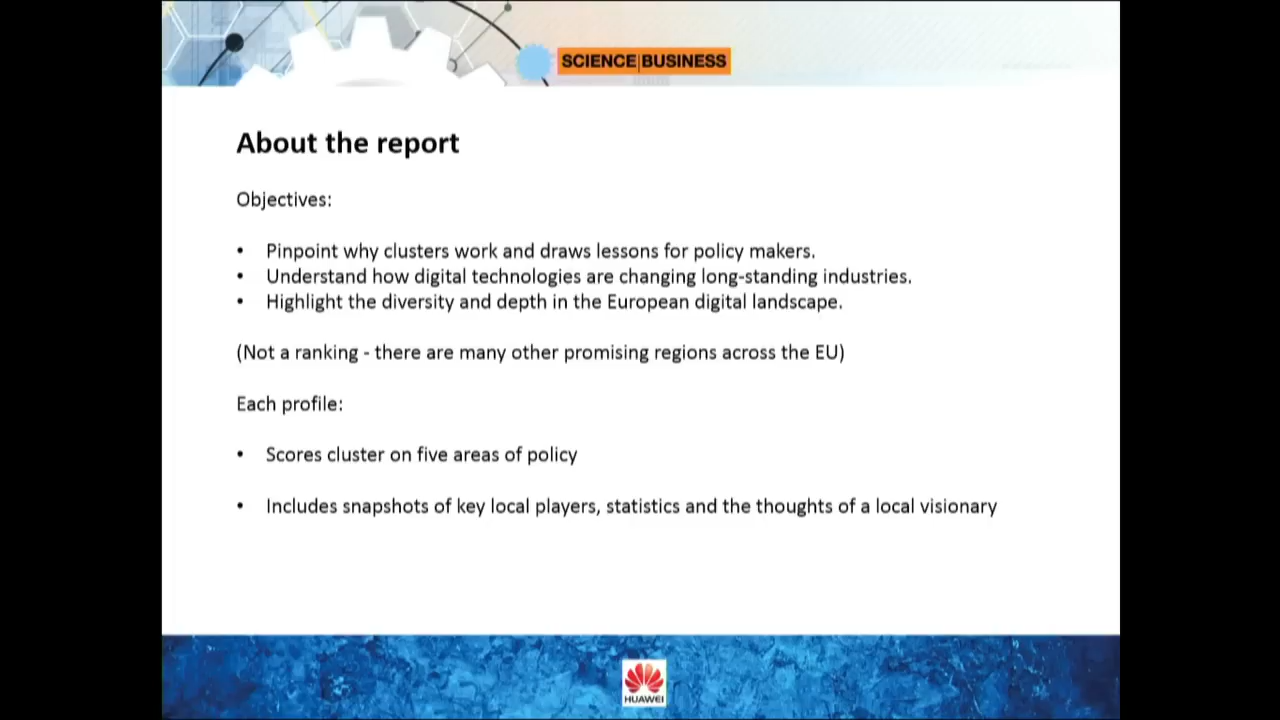 SCIENCE|BUSINESS
About the report
Objectives:
• Pinpoint why clusters work and draws lessons for policy makers.
• Understand how digital technologies are changing long-standing industries.
• Highlight the diversity and depth in the European digital landscape.
(Not a ranking - there are many other promising regions across the EU)
Each profile:
• Scores cluster on five areas of policy
• Includes snapshots of key local players, statistics and the thoughts of a local visionary
HUAWEI